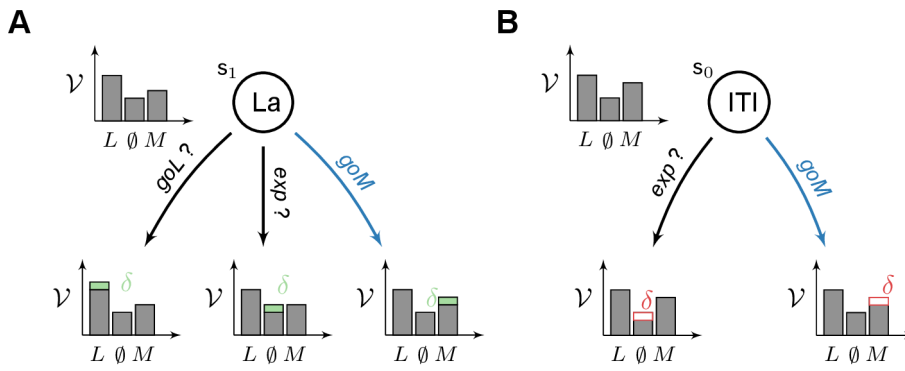 A
B
𝒱
L ∅ M
s₁
La
goL ?
exp ?
goM
𝒱
L ∅ M
s₀
ITI
exp ?
goM
𝒱
δ
L ∅ M
𝒱
δ
L ∅ M
𝒱
δ
L ∅ M
𝒱
δ
L ∅ M
𝒱
δ
L ∅ M